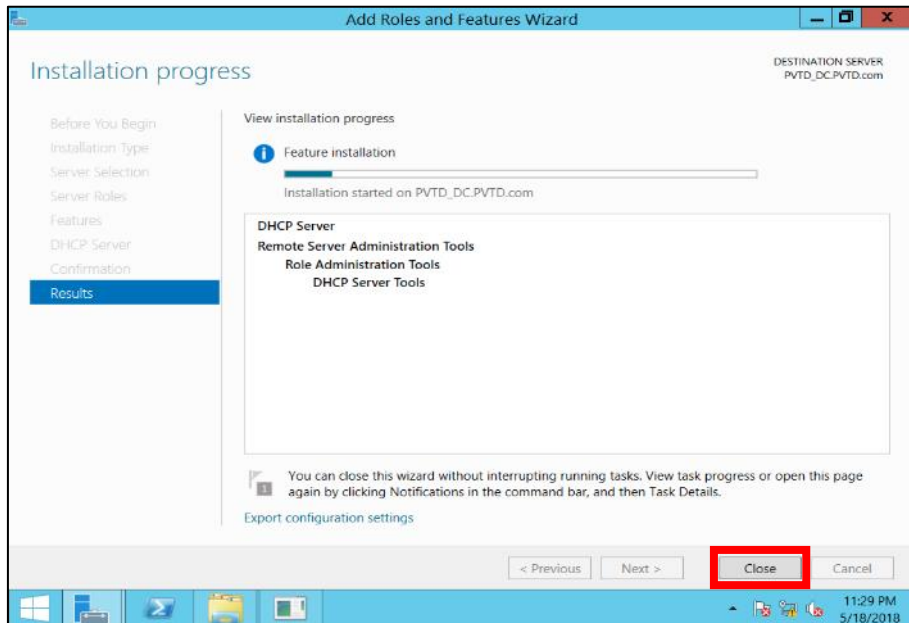 Add Roles and Features Wizard
Installation progress
DESTINATION SERVER
PVTD_DC.PVTD.com
Before You Begin
Installation Type
Server Selection
Server Roles
Features
DHCP Server
Confirmation
Results
View installation progress
Feature installation
Installation started on PVTD_DC.PVTD.com
DHCP Server
Remote Server Administration Tools
Role Administration Tools
DHCP Server Tools
1
You can close this wizard without interrupting running tasks. View task progress or open this page
again by clicking Notifications in the command bar, and then Task Details.
Export configuration settings
< Previous
Next >
Close
Cancel
11:29 PM
5/18/2018